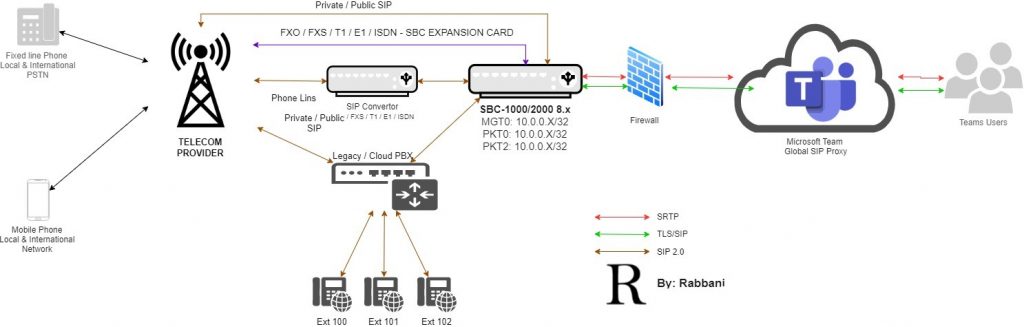 Private / Public SIP
FXO / FXS / T1 / E1 / ISDN - SBC EXPANSION CARD
Fixed line Phone
Local & International
PSTN
Phone Lins
SIP Convertor
Private / Public / FXS / T1 / E1 / ISDN
SIP
TELECOM
PROVIDER
SBC-1000/2000 8.x
MGT0: 10.0.0.X/32
PKT0: 10.0.0.X/32
PKT2: 10.0.0.X/32
Firewall
T
Microsoft Team
Global SIP Proxy
Teams Users
Legacy / Cloud PBX
Mobile Phone
Local & International
Network
Ext 100
Ext 101
Ext 102
SRTP
TLS/SIP
SIP 2.0
R
By: Rabbani